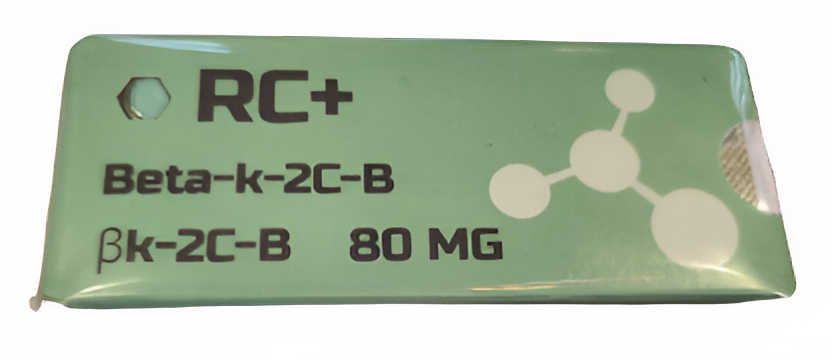 RC+
Beta-k-2C-B
βk-2C-B 80 MG